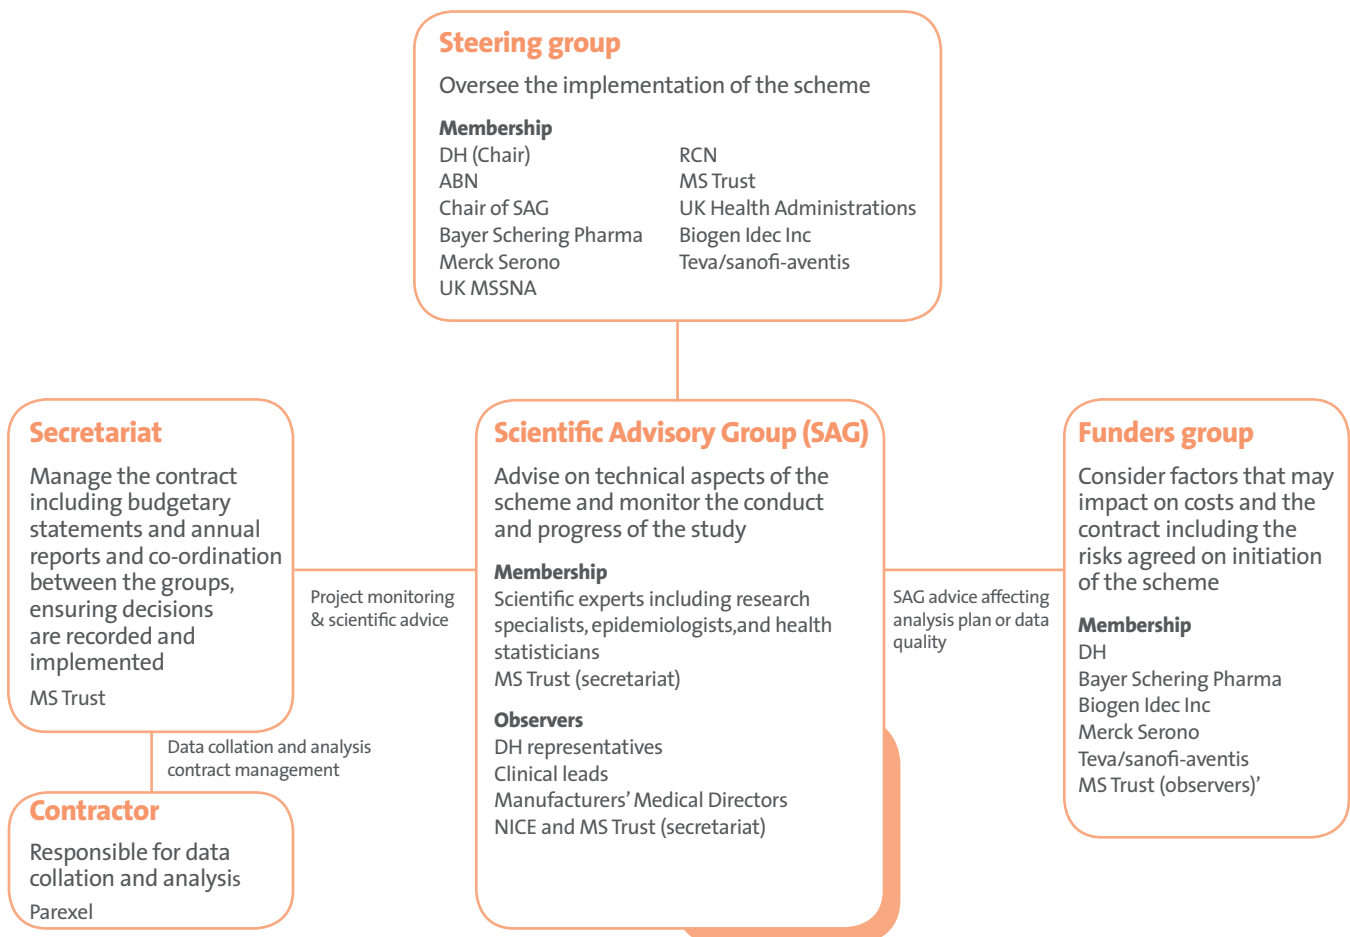 Steering group
Oversee the implementation of the scheme
Membership
DH (Chair)
ABN
Chair of SAG
Bayer Schering Pharma
Merck Serono
UK MSSNA
RCN
MS Trust
UK Health Administrations
Biogen Idec Inc
Teva/sanofi-aventis
Secretariat
Manage the contract
including budgetary
statements and annual
reports and co-ordination
between the groups,
ensuring decisions
are recorded and
implemented
MS Trust
Project monitoring
& scientific advice
Data collation and analysis
contract management
Contractor
Responsible for data
collation and analysis
Parexel
Scientific Advisory Group (SAG)
Advise on technical aspects of the
scheme and monitor the conduct
and progress of the study
Membership
Scientific experts including research
specialists, epidemiologists,and health
statisticians
MS Trust (secretariat)
Observers
DH representatives
Clinical leads
Manufacturers’ Medical Directors
NICE and MS Trust (secretariat)
SAG advice affecting
analysis plan or data
quality
Funders group
Consider factors that may
impact on costs and the
contract including the
risks agreed on initiation
of the scheme
Membership
DH
Bayer Schering Pharma
Biogen Idec Inc
Merck Serono
Teva/sanofi-aventis
MS Trust (observers)’